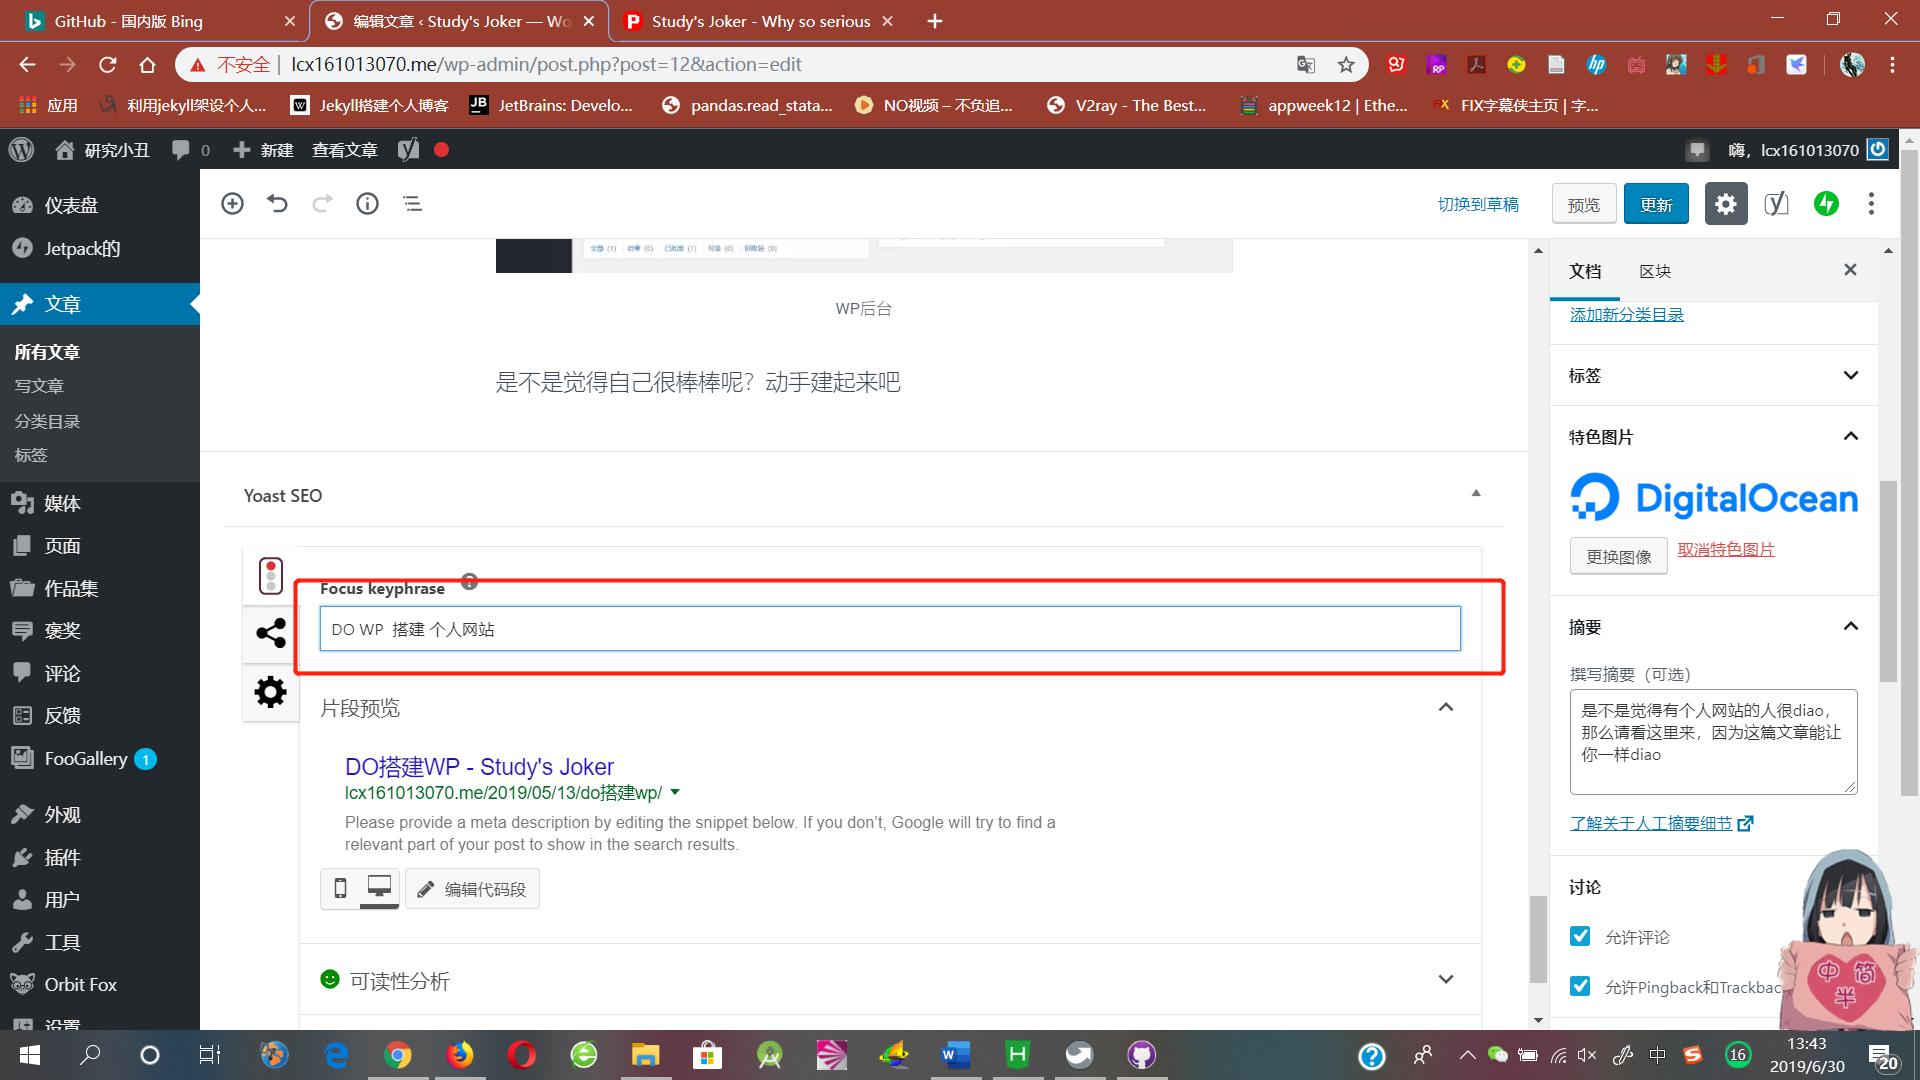 GitHub - 国内版 Bing
编辑文章 ‹ Study's Joker — Wo
Study's Joker - Why so serious
不安全
lcx161013070.me/wp-admin/post.php?post=12&action=edit
应用
利用jekyll架设个人...
Jekyll搭建个人博客
JetBrains: Develo...
pandas.read_stata...
NO视频 – 不负追...
V2ray - The Best...
appweek12 | Ethe...
FIX字幕侠主页 | 字...
研究小丑
0
新建
查看文章
嗨，lcx161013070
仪表盘
Jetpack的
文章
所有文章
写文章
分类目录
标签
媒体
页面
作品集
褒奖
评论
反馈
FooGallery 1
外观
插件
用户
工具
Orbit Fox
设置
切换到草稿
预览
更新
全部 (1)
待审 (0)
已批准 (1)
垃圾 (0)
回收站 (0)
WP后台
是不是觉得自己很棒棒呢？动手建起来吧
Yoast SEO
Focus keyphrase
DO WP  搭建 个人网站
片段预览
DO搭建WP - Study's Joker
lcx161013070.me/2019/05/13/do搭建wp/
Please provide a meta description by editing the snippet below. If you don’t, Google will try to find a
relevant part of your post to show in the search results.
编辑代码段
可读性分析
文档
区块
添加新分类目录
标签
特色图片
DigitalOcean
更换图像
取消特色图片
摘要
撰写摘要（可选）
是不是觉得有个人网站的人很diao，
那么请看这里来，因为这篇文章能让
你一样diao
了解关于人工摘要细节
讨论
允许评论
允许Pingback和Trackbac
中 简
半
中
16
13:43
2019/6/30
20